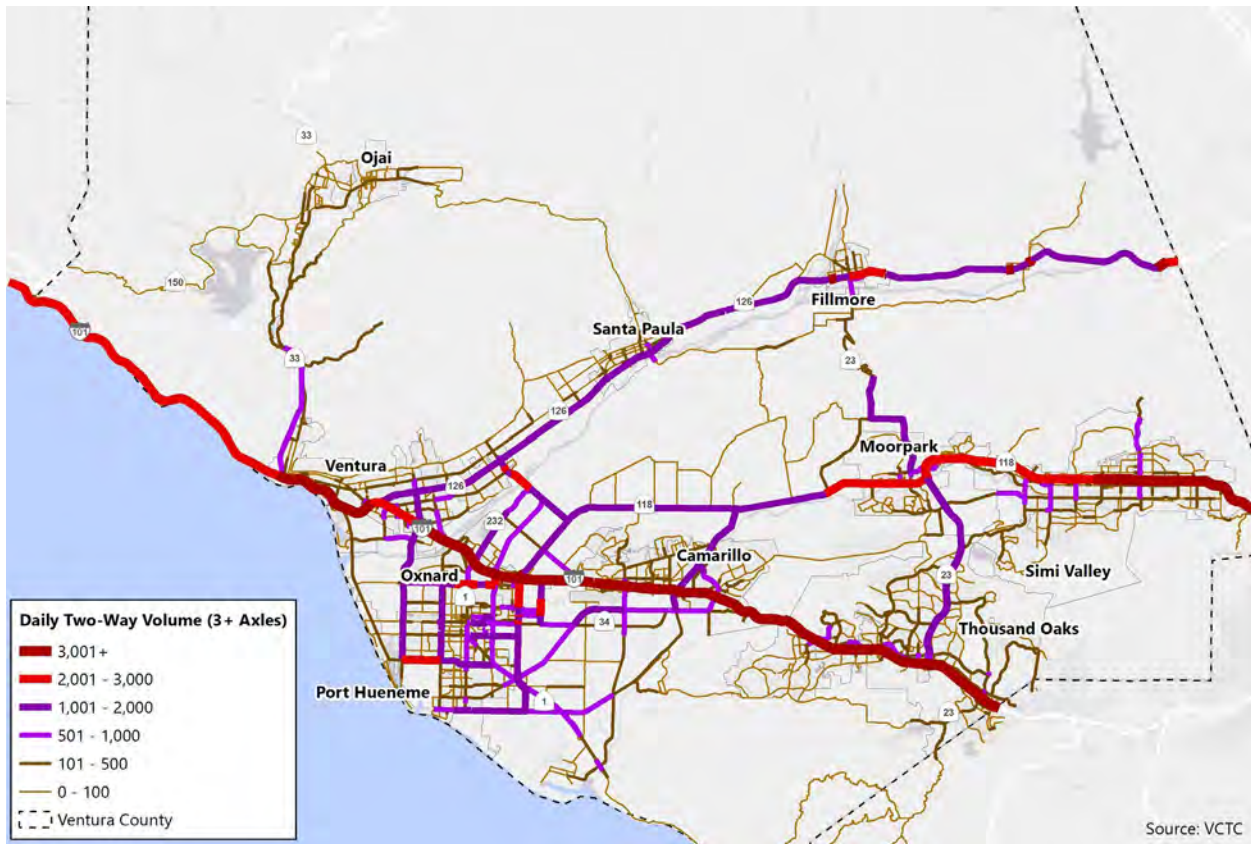 33
Ojai
150
101
126
Fillmore
Santa Paula
33
23
126
Moorpark
118
Ventura
126
232
118
101
Camarillo
Oxnard
101
Simi Valley
1
23
34
Thousand Oaks
Port Hueneme
1
23
Daily Two-Way Volume (3+ Axles)
3,001+
2,001 - 3,000
1,001 - 2,000
501 - 1,000
101 - 500
0 - 100
Ventura County
Source: VCTC